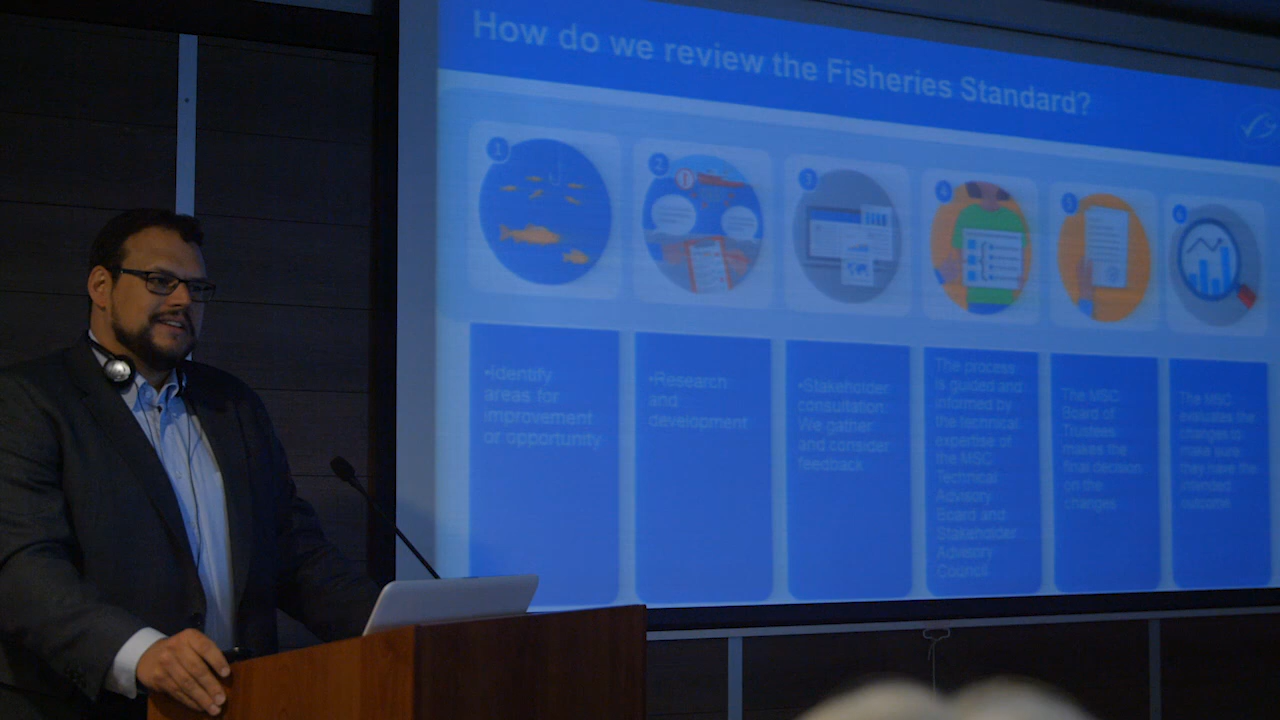 How do we review the Fisheries Standard?
1
2
3
4
5
6
•Identify
areas for
improvement
or opportunity
•Research
and
development
•Stakeholder
consultation:
We gather
and consider
feedback
The process
is guided and
informed by
the technical
expertise of
the MSC
Technical
Advisory
Board and
Stakeholder
Advisory
Council
The MSC
Board of
Trustees
makes the
final decision
on the
changes
The MSC
evaluates the
changes to
make sure
they have the
intended
outcome